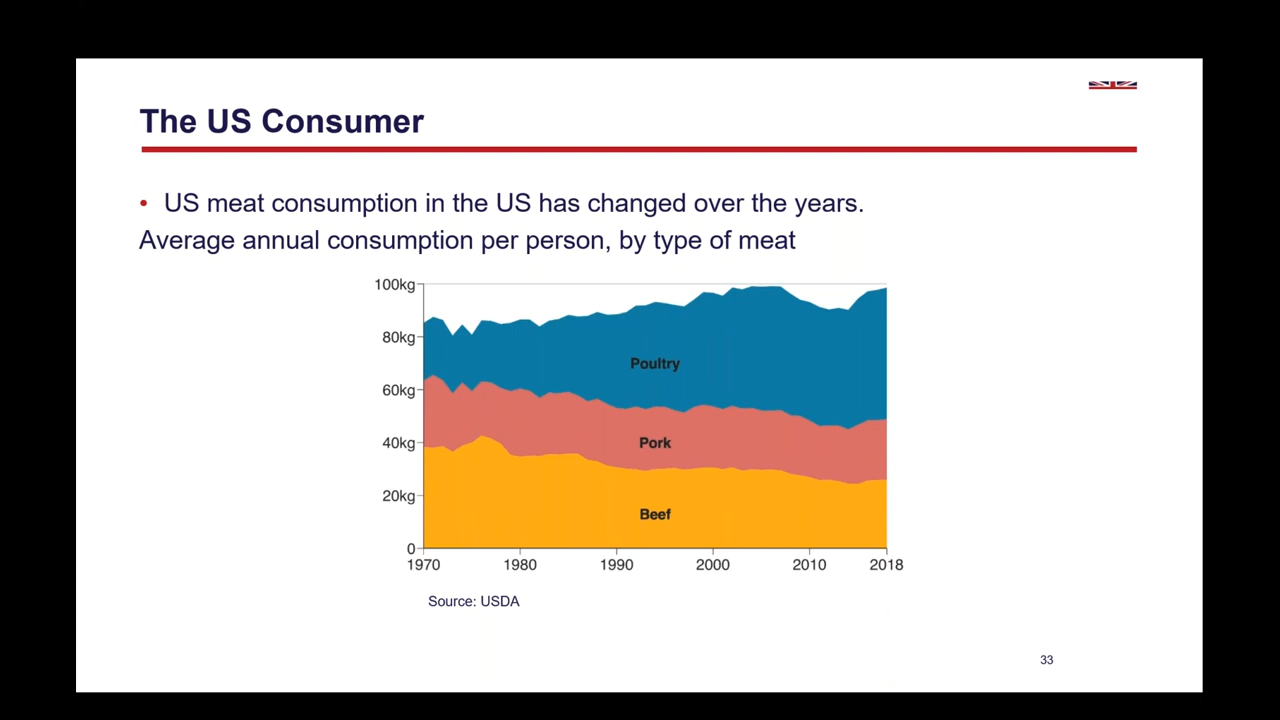 The US Consumer
• US meat consumption in the US has changed over the years.
Average annual consumption per person, by type of meat
100kg
80kg
60kg
40kg
20kg
0
Poultry
Pork
Beef
1970 1980 1990 2000 2010 2018
Source: USDA
33